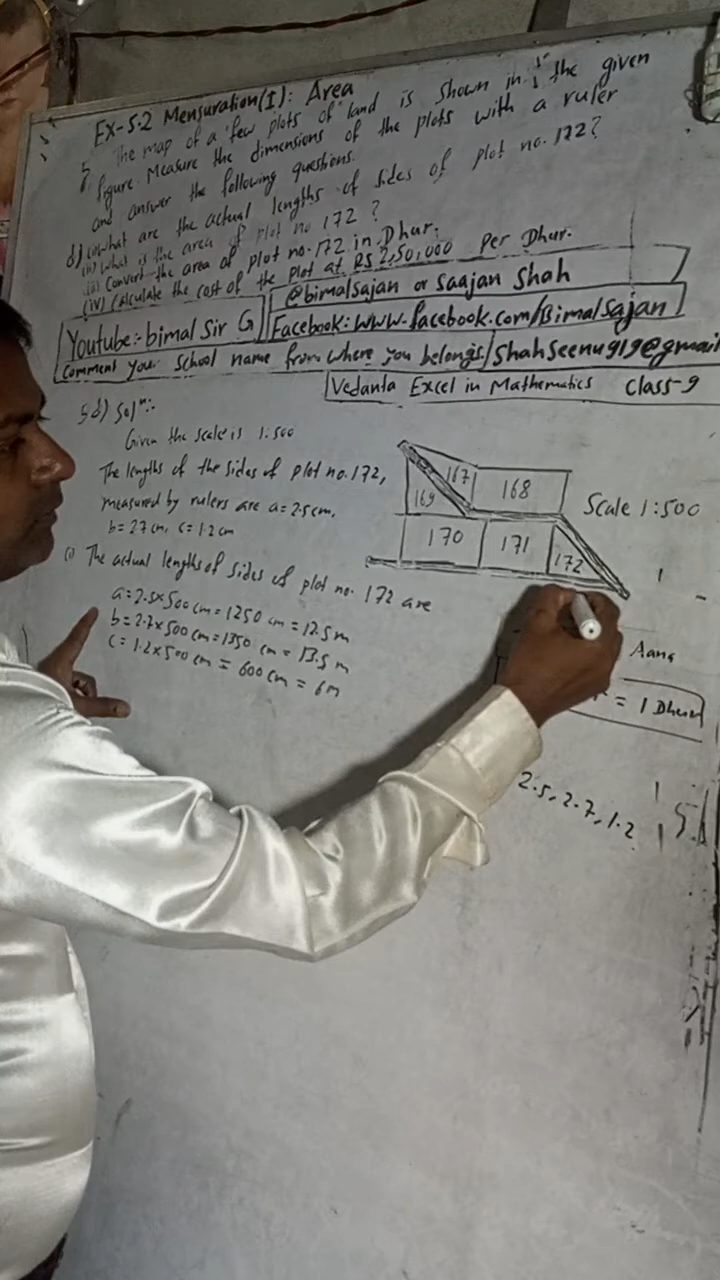 Ex-5.2 Mensuration(I): Area
5. The map of a few plots of land is shown in the given
figure. Measure the dimensions of the plots with a ruler
and answer the following questions.
d) (i) what are the actual lengths of sides of plot no. 172?
(ii) What is the area of plot no 172 ?
(iii) Convert the area of plot no. 172 in Dhur.
(iv) Calculate the cost of the plot at RS 2,50,000 per Dhur.
@bimalsajan or Saajan Shah
Youtube:- bimal Sir G
Facebook: www.facebook.com/Bimalsajan
Comment your school name from where you belongs/Shahseenu919@gmail
Vedanta Excel in Mathematics Class-9
5d) Solⁿ:-
Given the scale is 1:500
The lengths of the sides of plot no. 172,
measured by rulers are a = 2.5 cm,
b = 2.7 cm, c = 1.2 cm
(i) The actual lengths of sides of plot no. 172 are
a = 2.5×500 cm = 1250 cm = 12.5 m
b = 2.7×500 cm = 1350 cm = 13.5 m
c = 1.2×500 cm = 600 cm = 6m
167
168
169
Scale 1:500
170
171
172
Aana
= 1 Dhur
2.5, 2.7, 1.2